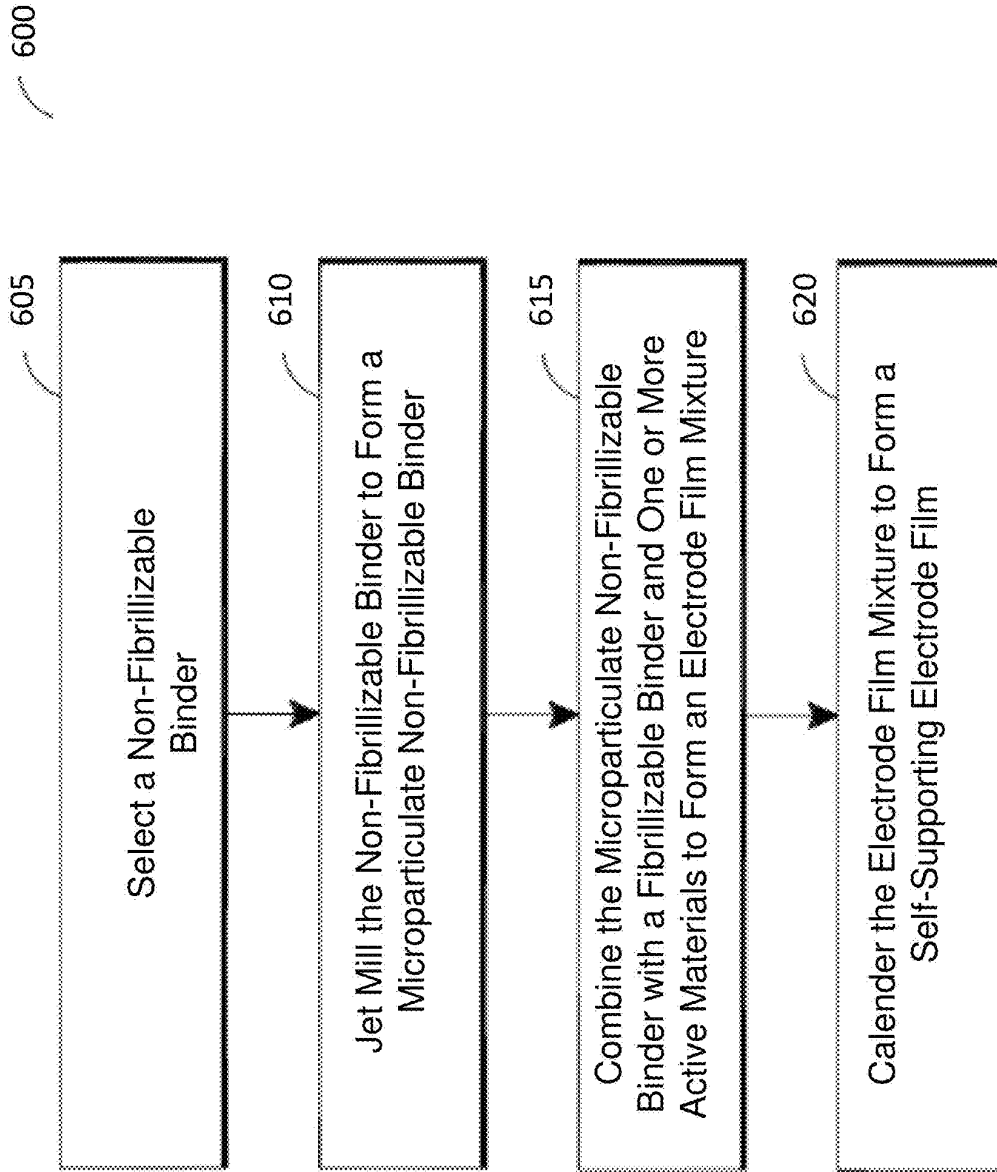 600
605
Select a Non-Fibrillizable
Binder
610
Jet Mill the Non-Fibrillizable Binder to Form a
Microparticulate Non-Fibrillizable Binder
615
Combine the Microparticulate Non-Fibrillizable
Binder with a Fibrillizable Binder and One or More
Active Materials to Form an Electrode Film Mixture
620
Calender the Electrode Film Mixture to Form a
Self-Supporting Electrode Film